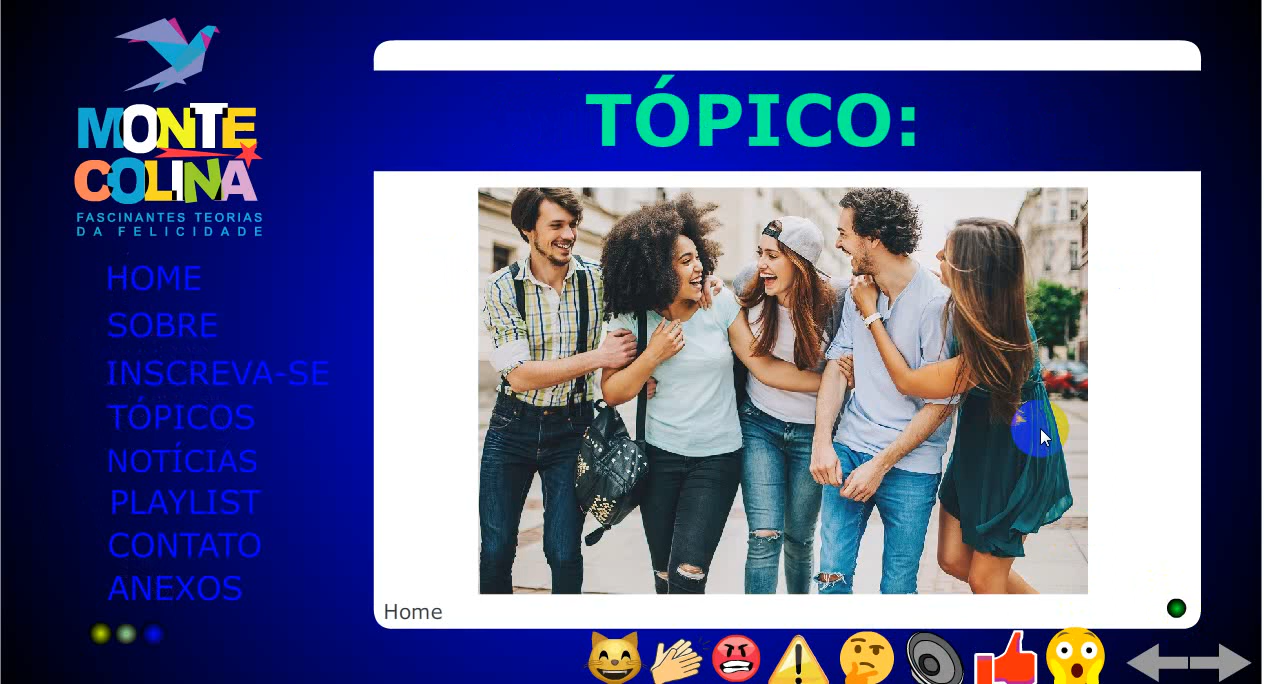 MONTE
COLINA
FASCINANTES TEORIAS
DA FELICIDADE
HOME
SOBRE
INSCREVA-SE
TÓPICOS
NOTÍCIAS
PLAYLIST
CONTATO
ANEXOS
TÓPICO:
Home